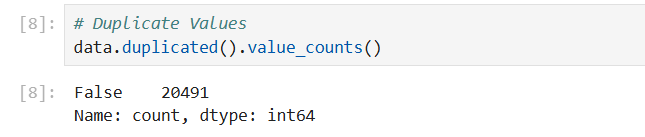 [8]: # Duplicate Values
data.duplicated().value_counts()
[8]: False    20491
Name: count, dtype: int64